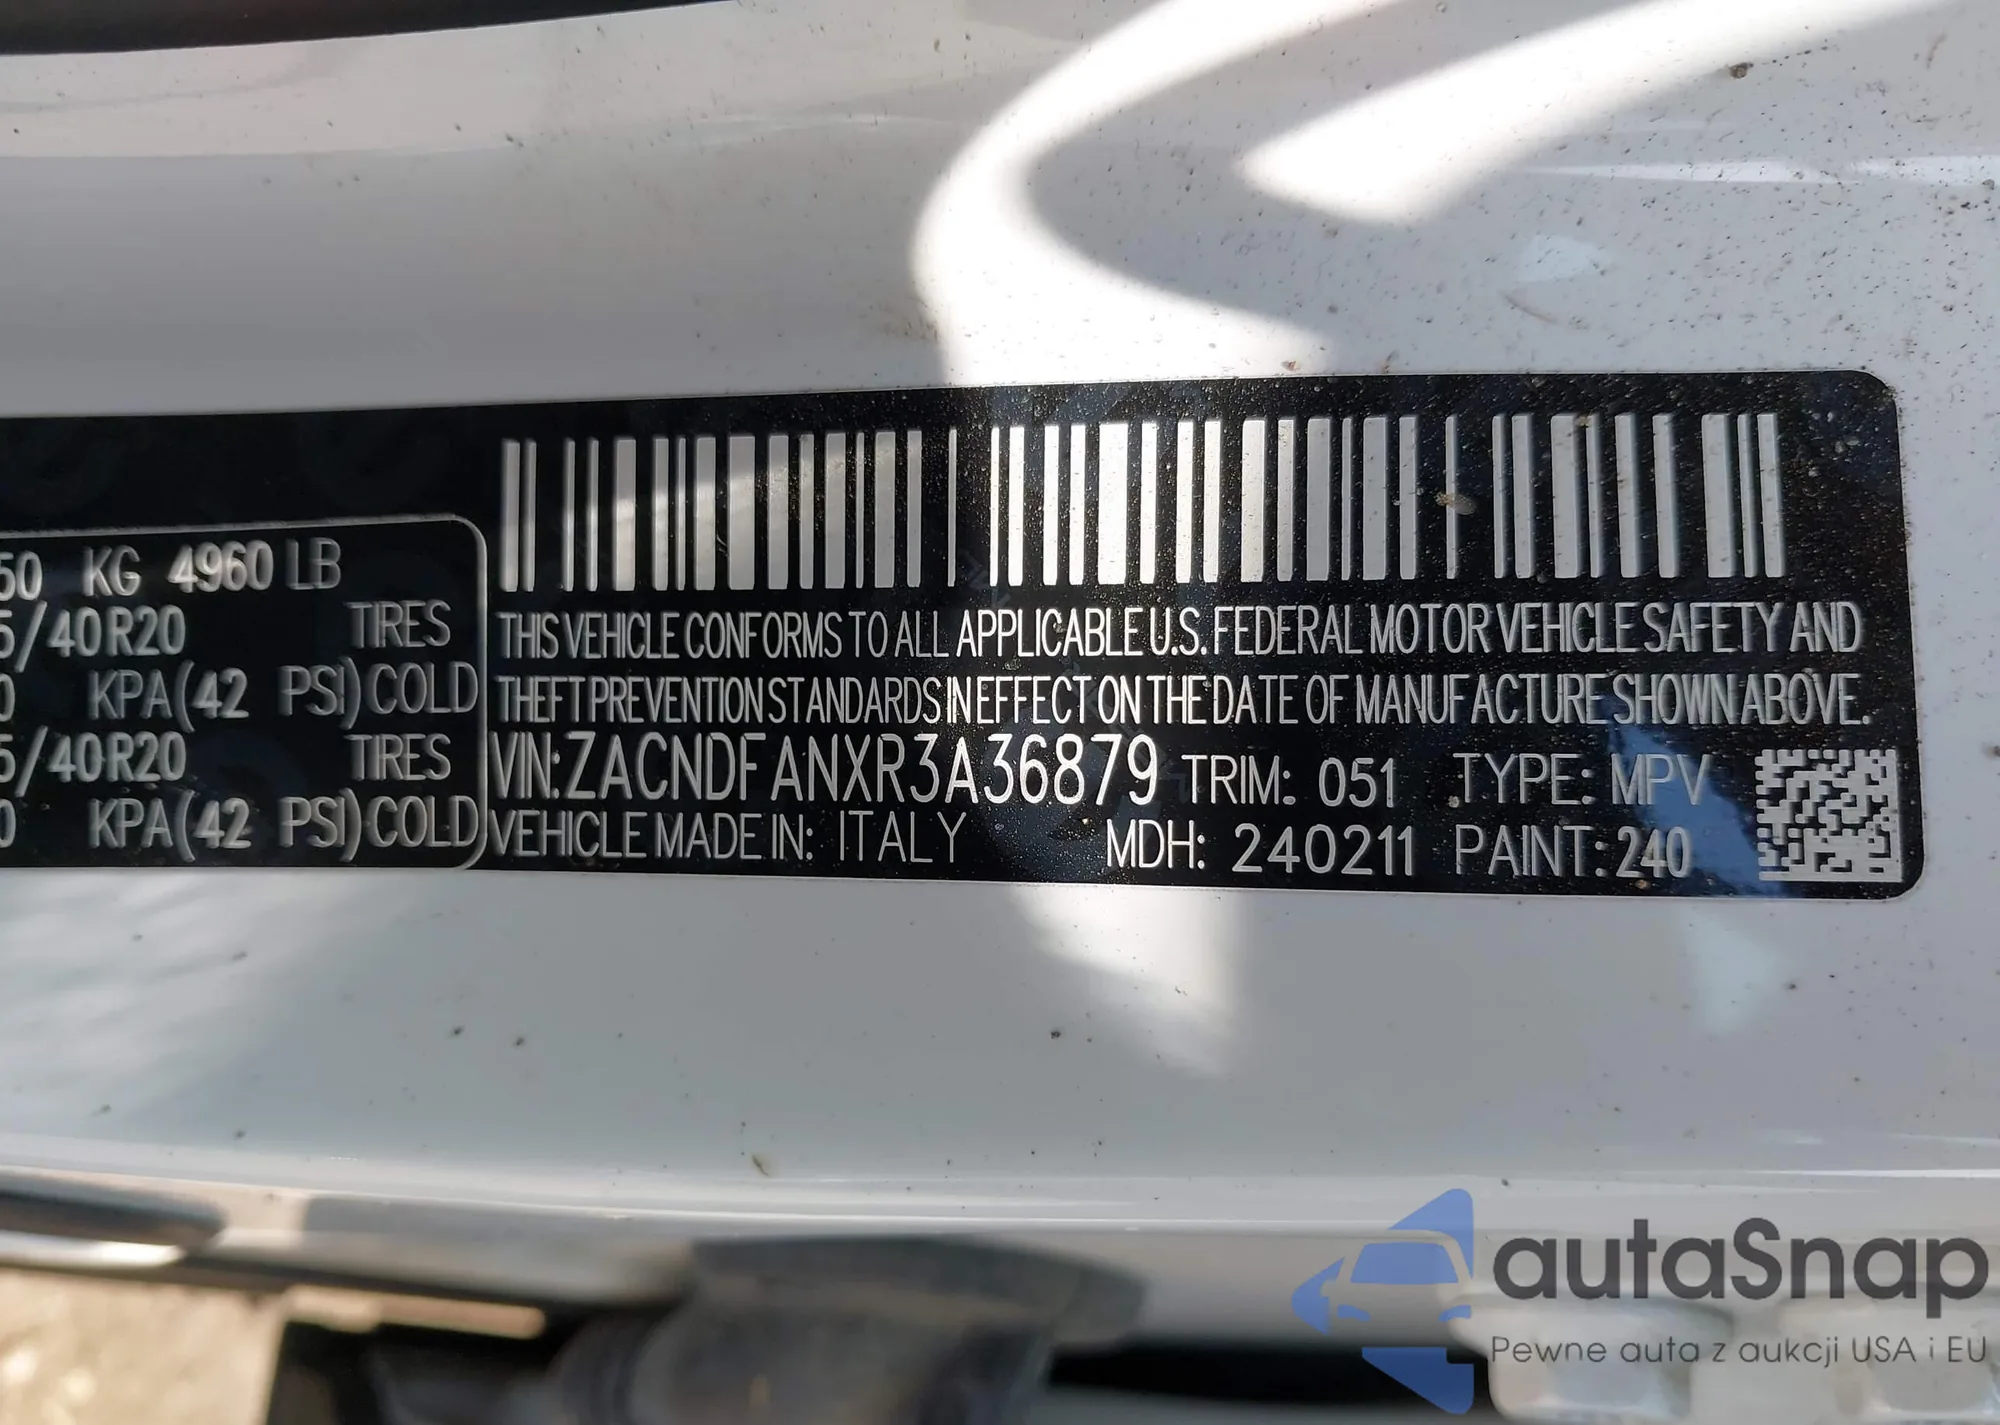 50 KG 4960 LB
5/40R20 TIRES
0 KPA(42 PSI)COLD
5/40R20 TIRES
0 KPA(42 PSI)COLD
THIS VEHICLE CONFORMS TO ALL APPLICABLE U.S. FEDERAL MOTOR VEHICLE SAFETY AND
THEFT PREVENTION STANDARDS IN EFFECT ON THE DATE OF MANUFACTURE SHOWN ABOVE.
VIN:ZACNDFANXR3A36879 TRIM: 051 TYPE: MPV
VEHICLE MADE IN: ITALY MDH: 240211 PAINT: 240
autaSnap
Pewne auta z aukcji USA i EU